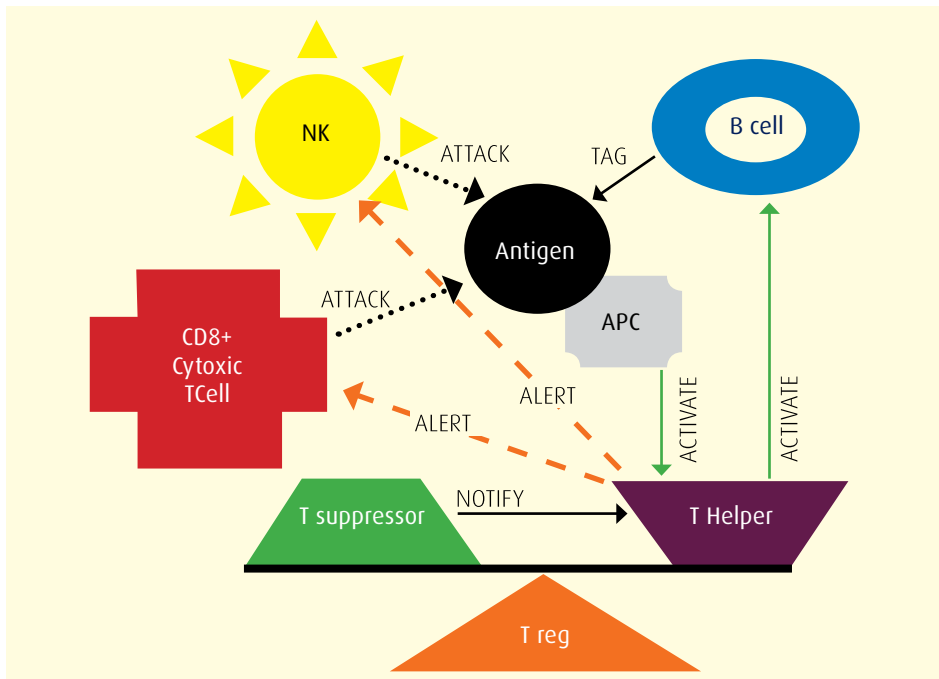 NK
ATTACK
TAG
B cell
Antigen
ATTACK
APC
CD8+
Cytoxic
TCell
ALERT
ALERT
ACTIVATE
ACTIVATE
NOTIFY
T suppressor
T Helper
T reg